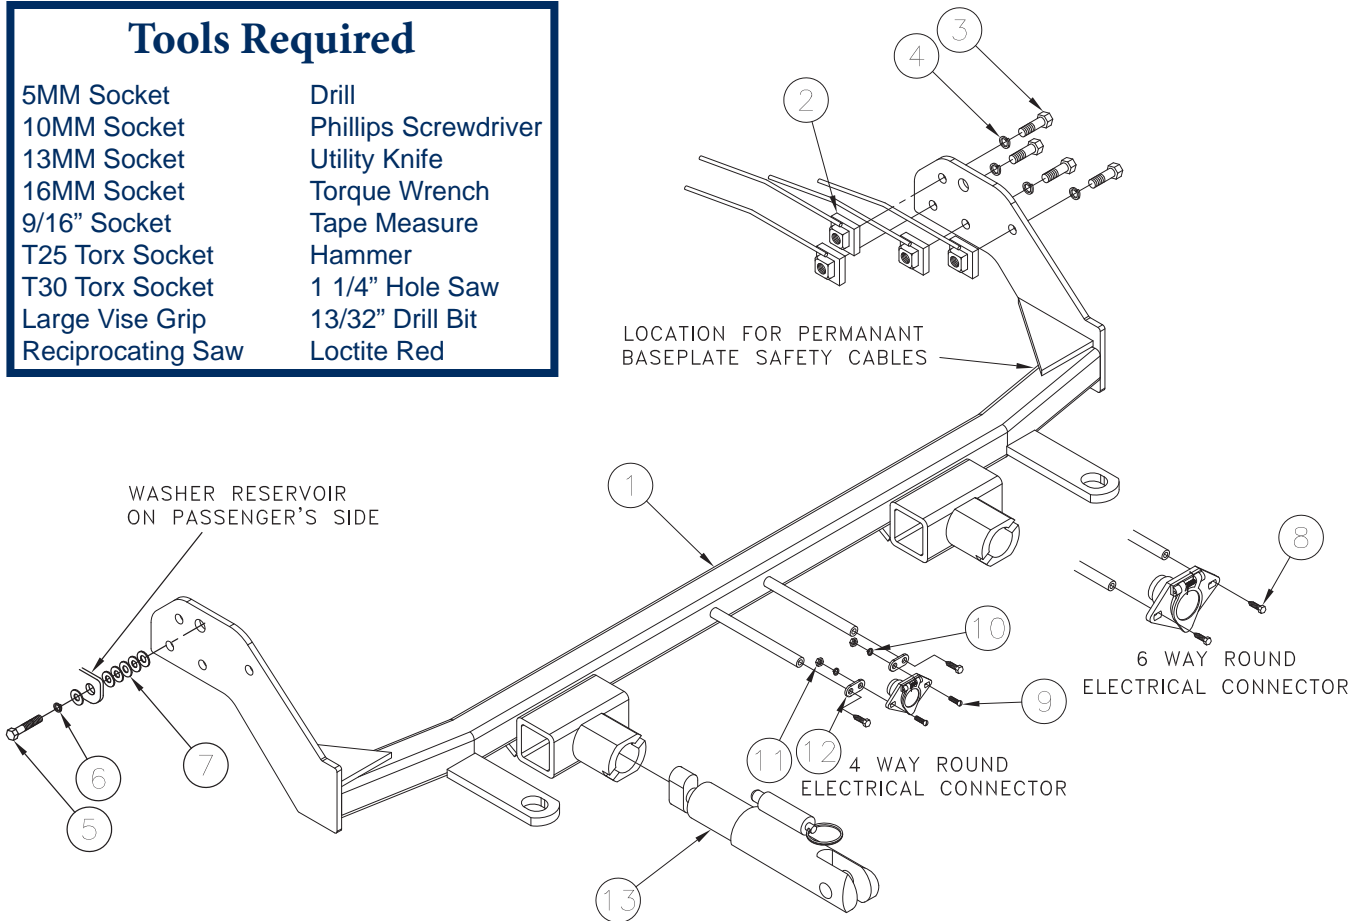 Tools Required
5MM Socket
10MM Socket
13MM Socket
16MM Socket
9/16” Socket
T25 Torx Socket
T30 Torx Socket
Large Vise Grip
Reciprocating Saw
Drill
Phillips Screwdriver
Utility Knife
Torque Wrench
Tape Measure
Hammer
1 1/4” Hole Saw
13/32” Drill Bit
Loctite Red
3
4
2
LOCATION FOR PERMANANT
BASEPLATE SAFETY CABLES
1
WASHER RESERVOIR
ON PASSENGER'S SIDE
8
10
6 WAY ROUND
ELECTRICAL CONNECTOR
9
11
12
4 WAY ROUND
ELECTRICAL CONNECTOR
7
6
5
13